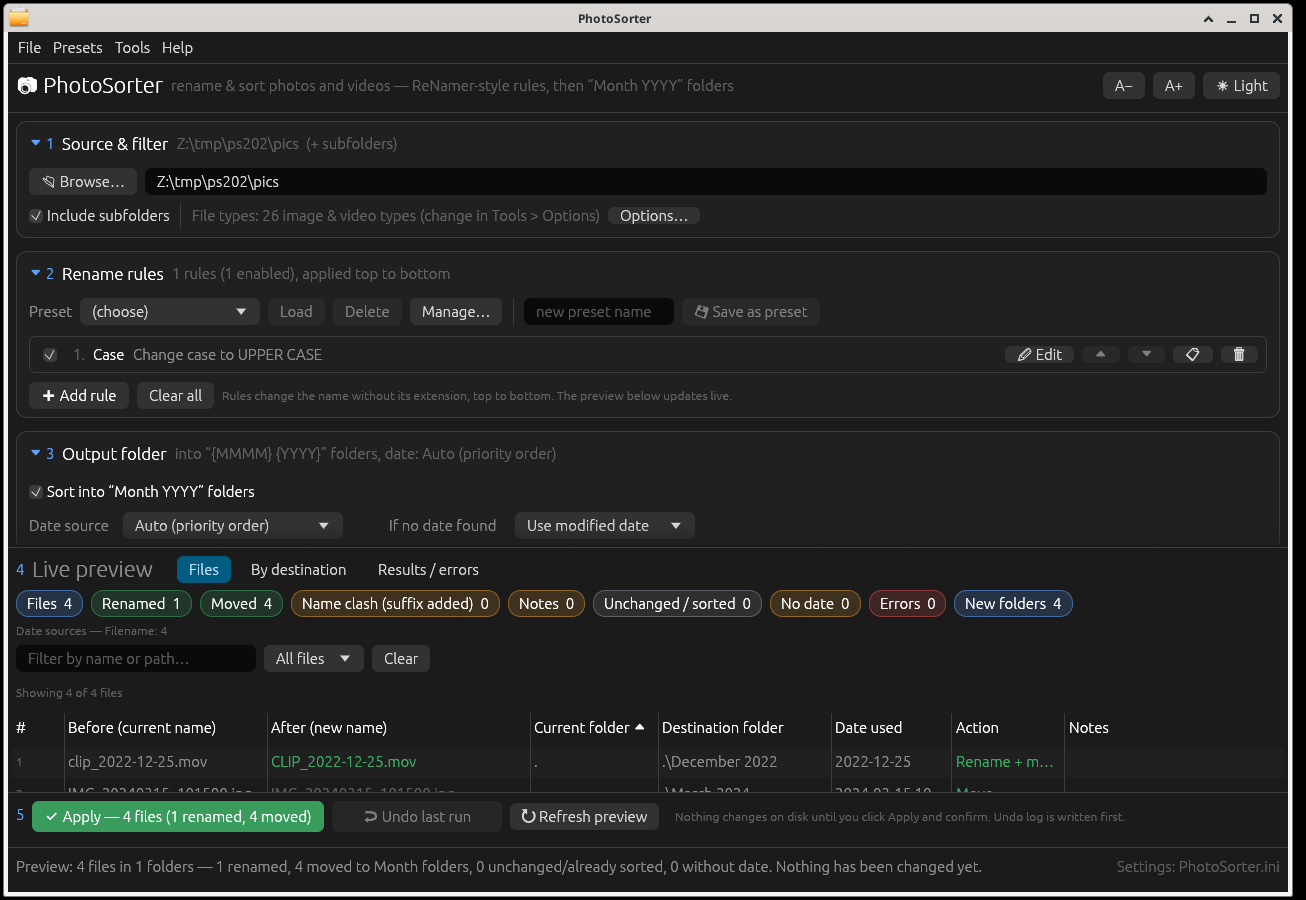 PhotoSorter
File Presets Tools Help
PhotoSorter rename & sort photos and videos — ReNamer-style rules, then “Month YYYY” folders A− A+ Light
1 Source & filter Z:\tmp\ps202\pics (+ subfolders)
Browse… Z:\tmp\ps202\pics
Include subfolders File types: 26 image & video types (change in Tools > Options) Options…
2 Rename rules 1 rules (1 enabled), applied top to bottom
Preset (choose) Load Delete Manage… new preset name Save as preset
1. Case Change case to UPPER CASE Edit
+ Add rule Clear all Rules change the name without its extension, top to bottom. The preview below updates live.
3 Output folder into “{MMMM} {YYYY}” folders, date: Auto (priority order)
Sort into “Month YYYY” folders
Date source Auto (priority order) If no date found Use modified date
4 Live preview Files By destination Results / errors
Files 4 Renamed 1 Moved 4 Name clash (suffix added) 0 Notes 0 Unchanged / sorted 0 No date 0 Errors 0 New folders 4
Date sources — Filename: 4
Filter by name or path… All files Clear
Showing 4 of 4 files
# Before (current name) After (new name) Current folder Destination folder Date used Action Notes
1 clip_2022-12-25.mov CLIP_2022-12-25.mov . .\December 2022 2022-12-25 Rename + m…
5 Apply — 4 files (1 renamed, 4 moved) Undo last run Refresh preview Nothing changes on disk until you click Apply and confirm. Undo log is written first.
Preview: 4 files in 1 folders — 1 renamed, 4 moved to Month folders, 0 unchanged/already sorted, 0 without date. Nothing has been changed yet. Settings: PhotoSorter.ini